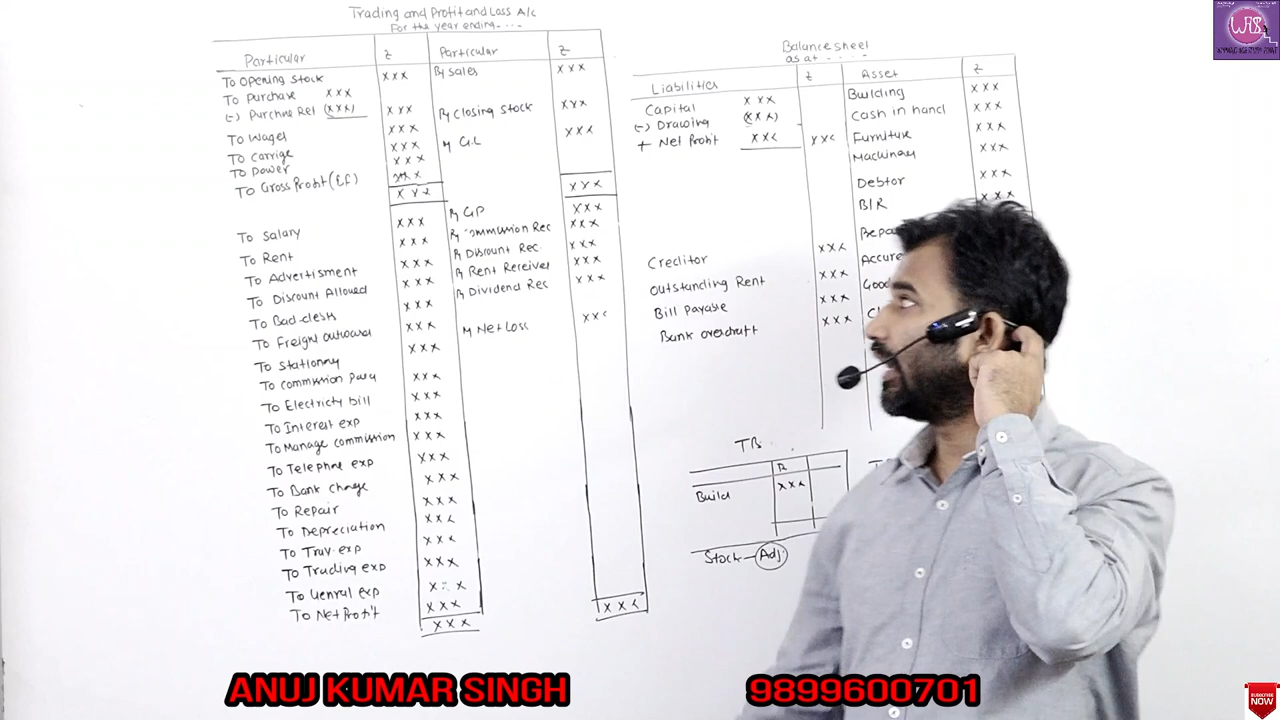 Trading and Profit and Loss A/c
For the year ending....
Particular ₹ Particular ₹
To Opening Stock xxx By Sales xxx
To Purchase xxx
(-) Purchne Ret (xxx) xxx By Closing Stock xxx
To Wages xxx
To Carrige xxx By G.L xxx
To Power xxx
To Gross Profit (B.f) xxx
xxx xxx
By G.P xxx
To Salary xxx By Commission Rec xxx
To Rent xxx By Discount Rec. xxx
To Advertisment xxx By Rent Receives xxx
To Discount Allowed xxx By Dividend Rec xxx
To Bad-debts xxx
To Freight outward xxx By Net Loss xxx
To Stationary xxx
To Commission paid xxx
To Electricty bill xxx
To Interest exp xxx
To Manage commission xxx
To Telephne exp xxx
To Bank Charge xxx
To Repair xxx
To Depreciation xxx
To Trav. exp xxx
To Trading exp xxx
To Genral exp x x
To Net Profit xxx
xxx xxx
Balance sheet
as at .....
Liabilities ₹ Asset ₹
Capital xxx Building xxx
(-) Drawing (xxx) Cash in hand xxx
+ Net Profit xxx xxx Furniture xxx
Machinary xxx
Debtor xxx
B/R xxx
Creditor xxx
Outstanding Rent xxx
Bill Payable xxx
Bank overdraft xxx
TB
Build xxx
Stock - Adj
ANUJ KUMAR SINGH 9899600701
SUBSCRIBE
NOW